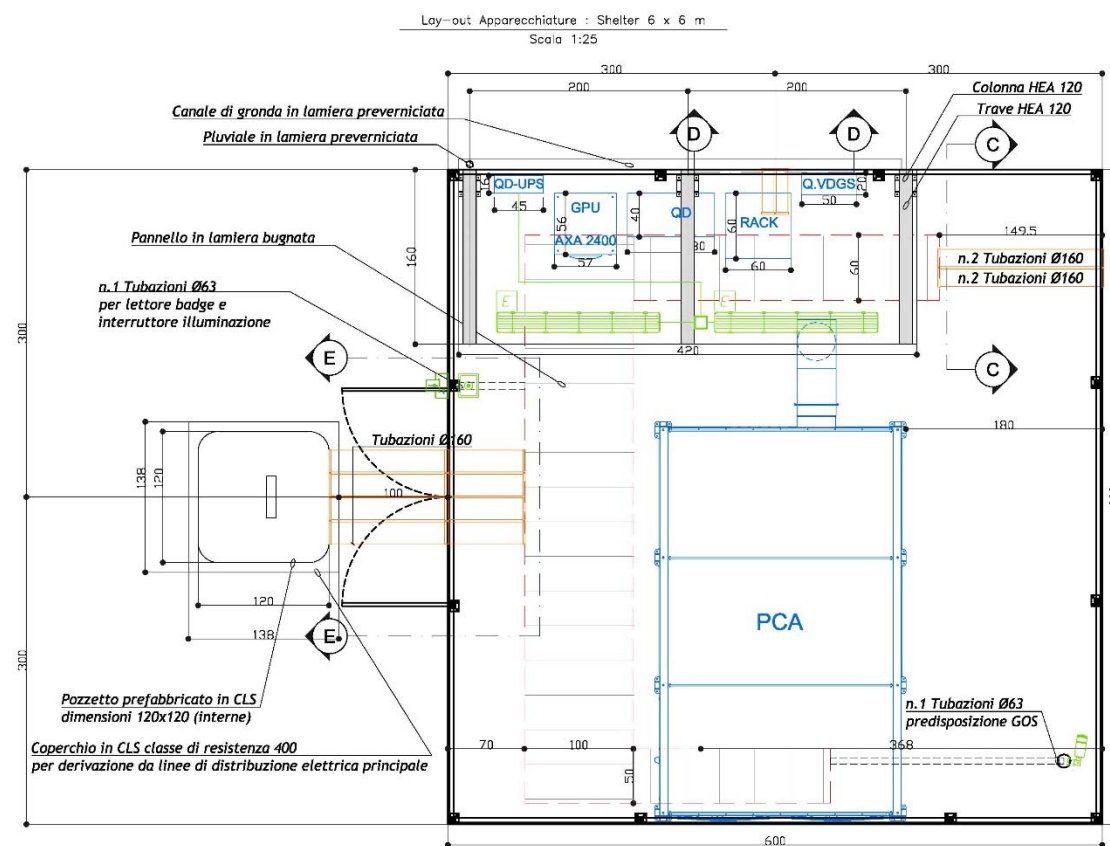 Lay-out Apparecchiature : Shelter 6 x 6 m
Scala 1:25
300
300
200
200
Colonna HEA 120
Trave HEA 120
Canale di gronda in lamiera preverniciata
Pluviale in lamiera preverniciata
D
D
C
QD-UPS
16
45
GPU
56
AXA 2400
57
QD
40
80
RACK
60
60
Q.VDGS
20
50
60
149.5
n.2 Tubazioni Ø160
n.2 Tubazioni Ø160
160
Pannello in lamiera bugnata
n.1 Tubazioni Ø63
per lettore badge e
interruttore illuminazione
E
E
420
E
C
300
180
Tubazioni Ø160
138
120
100
120
138
E
PCA
300
Pozzetto prefabbricato in CLS
dimensioni 120x120 (interne)
Coperchio in CLS classe di resistenza 400
per derivazione da linee di distribuzione elettrica principale
n.1 Tubazioni Ø63
predisposizione GOS
70
100
368
50
600